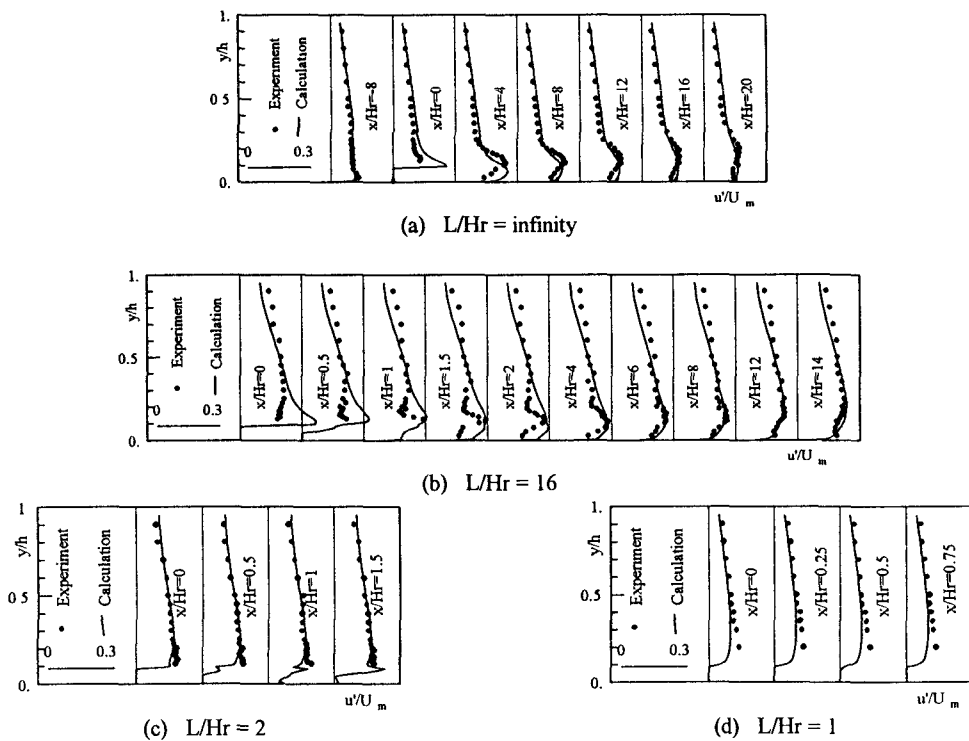 1.
y/h
0 5
0.
Experiment
Calculation
0
0.3
x/Hr=-8
x/Hr=0
x/Hr=4
x/Hr=8
x/Hr=12
x/Hr=16
x/Hr=20
u'/U m
(a) L/Hr = infinity
1.
y/h
0.5
0.
Experiment
Calculation
0
0.3
x/Hr=0
x/Hr=0.5
x/Hr=1
x/Hr=1.5
x/Hr=2
x/Hr=4
x/Hr=6
x/Hr=8
x/Hr=12
x/Hr=14
u'/U m
(b) L/Hr = 16
1.
y/h
0 5
0.
Experiment
Calculation
0
0.3
x/Hr=0
x/Hr=0.5
x/Hr=1
x/Hr=1.5
u'/U m
(c) L/Hr = 2
1.
y/h
0.5
0.
Experiment
Calculation
0
0.3
x/Hr=0
x/Hr=0.25
x/Hr=0.5
x/Hr=0.75
u'/U m
(d) L/Hr = 1